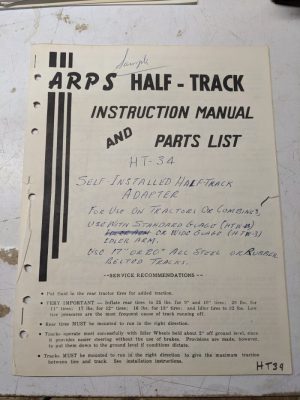 Sample
ARPS HALF-TRACK
INSTRUCTION MANUAL
AND PARTS LIST
HT-34
SELF INSTALLED HALF TRACK
ADAPTER
FOR USE ON TRACTORS OR COMBINES,
USE WITH STANDARD GUAGE
OR WIDE GUAGE
IDLER ARM.
USE 17" OR 20" ALL STEEL OR RUBBER
BELTED TRACKS.
--SERVICE RECOMMENDATIONS--
• Put fluid in the rear tractor tires for added traction.
• VERY IMPORTANT — Inflate rear tires to 25 lbs. for 9" and 10" tires; 20 lbs. for
11" tires; 17 lbs. for 12" tires; 16 lbs. for 13" tires; and Idler tires to 32 lbs. Low
tire pressures are the most frequent cause of track running off.
• Rear tires MUST be mounted to run in the right direction.
• Tracks operate most successfully with Idler Wheels held about 2" off ground level, since
it provides easier steering without the use of brakes. Provisions are made, however,
to put them down to the ground level if conditions dictate.
• Tracks MUST be mounted to run in the right direction to give the maximum traction
between tire and track. See installation instructions.
HT34